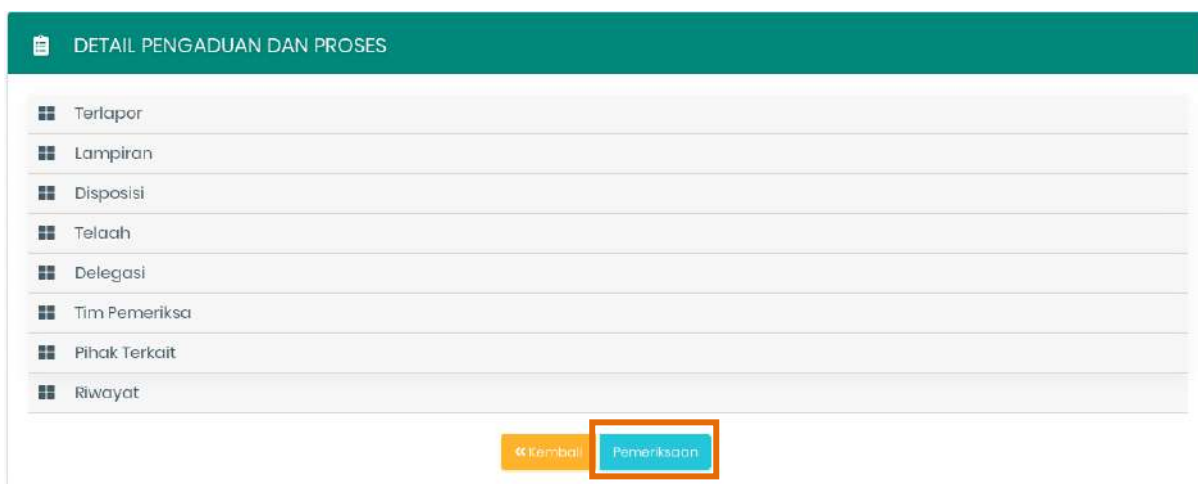 DETAIL PENGADUAN DAN PROSES
Terlapor
Lampiran
Disposisi
Telaah
Delegasi
Tim Pemeriksa
Pihak Terkait
Riwayat
«Kembali Pemeriksaan